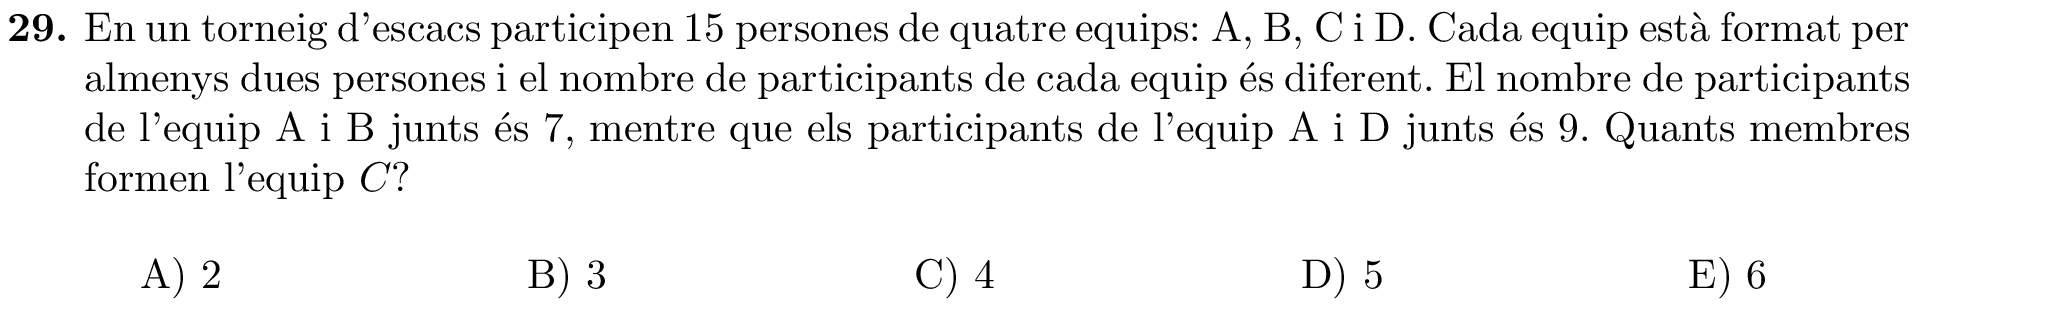 29. En un torneig d'escacs participen 15 persones de quatre equips: A, B, C i D. Cada equip està format per
almenys dues persones i el nombre de participants de cada equip és diferent. El nombre de participants
de l'equip A i B junts és 7, mentre que els participants de l'equip A i D junts és 9. Quants membres
formen l'equip C?
A) 2 B) 3 C) 4 D) 5 E) 6